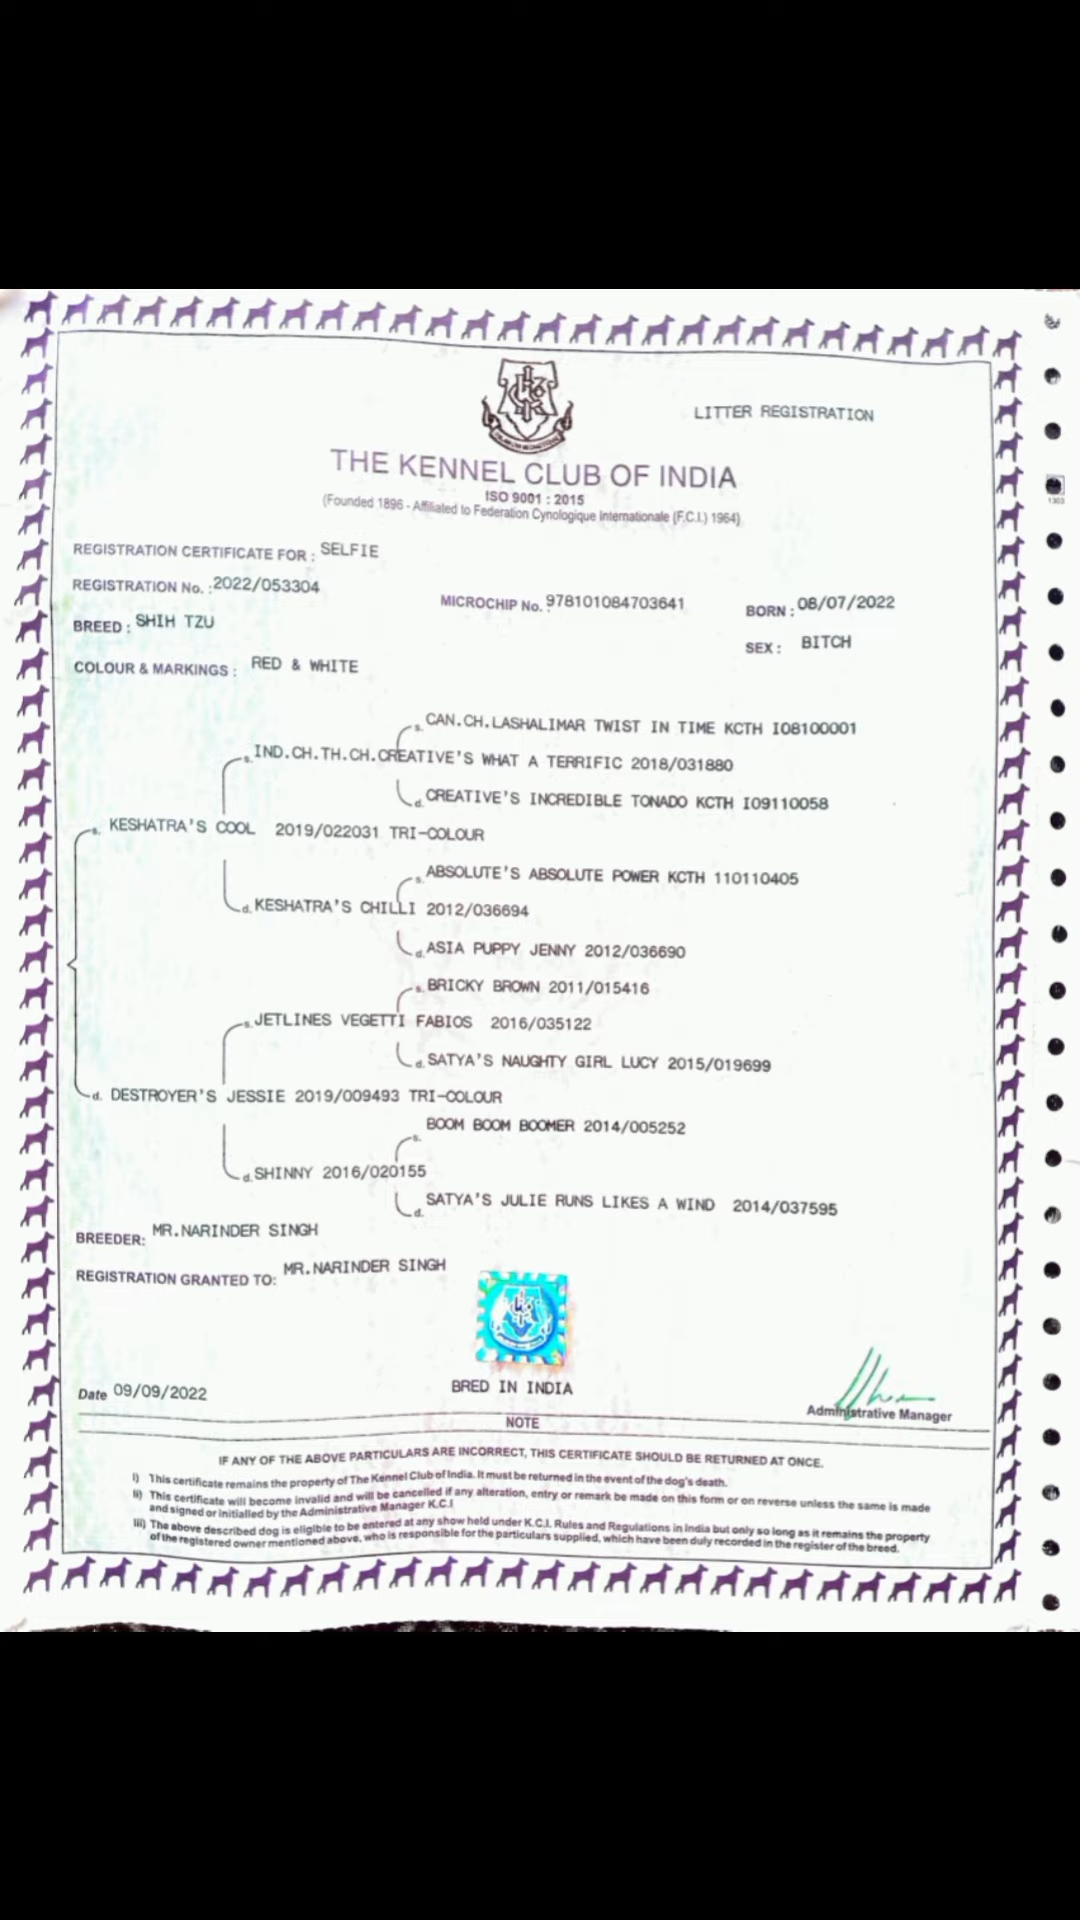 LITTER REGISTRATION
THE KENNEL CLUB OF INDIA
ISO 9001 : 2015
(Founded 1896 - Affiliated to Federation Cynologique Internationale (F.C.I.) 1964)
REGISTRATION CERTIFICATE FOR : SELFIE
REGISTRATION No. : 2022/053304
MICROCHIP No. : 978101084703641
BORN : 08/07/2022
BREED : SHIH TZU
SEX : BITCH
COLOUR & MARKINGS : RED & WHITE
s. CAN.CH.LASHALIMAR TWIST IN TIME KCTH I08100001
s. IND.CH.TH.CH.CREATIVE'S WHAT A TERRIFIC 2018/031880
d. CREATIVE'S INCREDIBLE TONADO KCTH I09110058
s. KESHATRA'S COOL 2019/022031 TRI-COLOUR
s. ABSOLUTE'S ABSOLUTE POWER KCTH 110110405
d. KESHATRA'S CHILLI 2012/036694
d. ASIA PUPPY JENNY 2012/036690
s. BRICKY BROWN 2011/015416
s. JETLINES VEGETTI FABIOS 2016/035122
d. SATYA'S NAUGHTY GIRL LUCY 2015/019699
d. DESTROYER'S JESSIE 2019/009493 TRI-COLOUR
s. BOOM BOOM BOOMER 2014/005252
d. SHINNY 2016/020155
d. SATYA'S JULIE RUNS LIKES A WIND 2014/037595
BREEDER: MR.NARINDER SINGH
REGISTRATION GRANTED TO: MR.NARINDER SINGH
Date 09/09/2022
BRED IN INDIA
Administrative Manager
NOTE
IF ANY OF THE ABOVE PARTICULARS ARE INCORRECT, THIS CERTIFICATE SHOULD BE RETURNED AT ONCE.
i) This certificate remains the property of The Kennel Club of India. It must be returned in the event of the dog's death.
ii) This certificate will become invalid and will be cancelled if any alteration, entry or remark be made on this form or on reverse unless the same is made
and signed or initialled by the Administrative Manager K.C.I
iii) The above described dog is eligible to be entered at any show held under K.C.I. Rules and Regulations in India but only so long as it remains the property
of the registered owner mentioned above, who is responsible for the particulars supplied, which have been duly recorded in the register of the breed.
1303